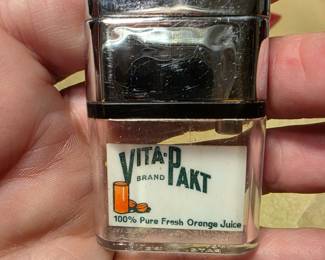 VITA-PAKT
BRAND
100% Pure Fresh Orange Juice